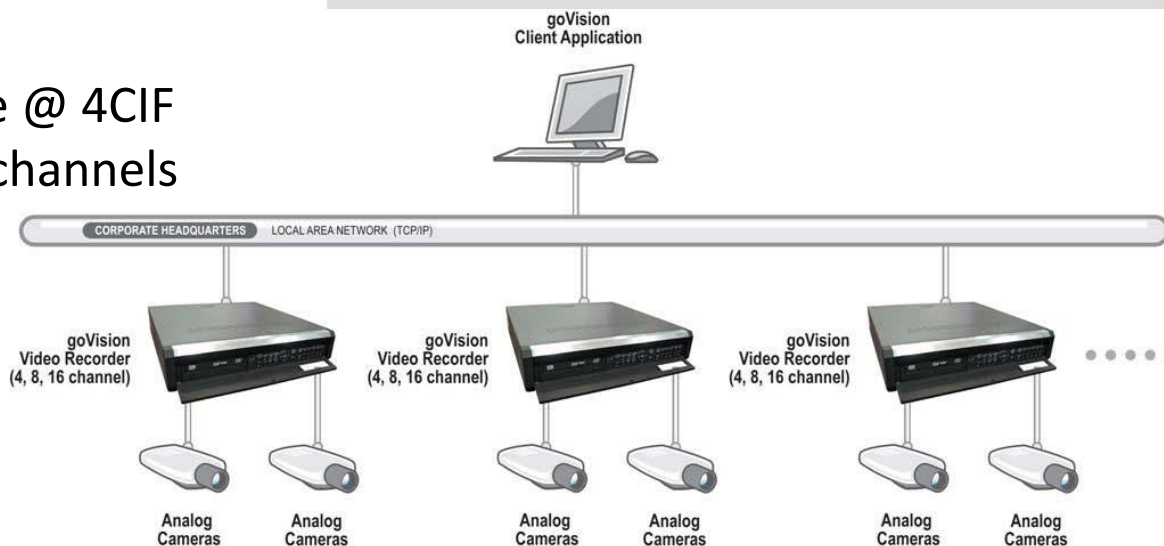 goVision
Client Application
@ 4CIF
channels
CORPORATE HEADQUARTERS LOCAL AREA NETWORK (TCP/IP)
goVision
Video Recorder
(4, 8, 16 channel)
goVision
Video Recorder
(4, 8, 16 channel)
goVision
Video Recorder
(4, 8, 16 channel)
Analog
Cameras
Analog
Cameras
Analog
Cameras
Analog
Cameras
Analog
Cameras
Analog
Cameras